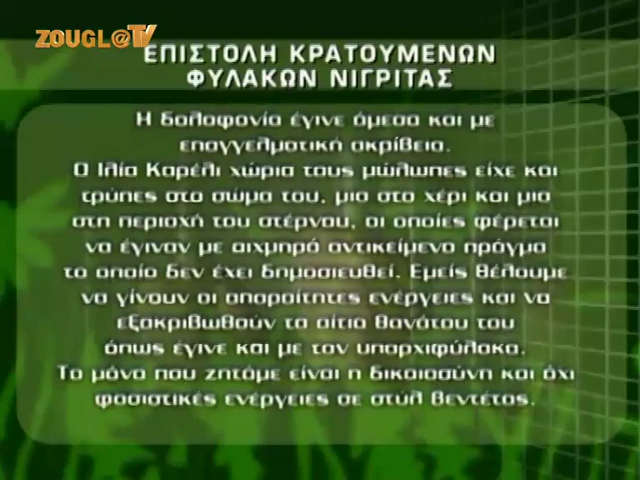 ZOUGL@TV
ΕΠΙΣΤΟΛΗ ΚΡΑΤΟΥΜΕΝΩΝ
ΦΥΛΑΚΩΝ ΝΙΓΡΙΤΑΣ
Η δολοφονία έγινε άμεσα και με
επαγγελματική ακρίβεια.
Ο Ιλία Καρέλι χώρια τους μώλωπες είχε και
τρύπες στο σώμα του, μια στο χέρι και μια
στη περιοχή του στέρνου, οι οποίες φέρεται
να έγιναν με αιχμηρό αντικείμενο πράγμα
το οποίο δεν έχει δημοσιευθεί. Εμείς θέλουμε
να γίνουν οι απαραίτητες ενέργειες και να
εξακριβωθούν τα αίτια θανάτου του
όπως έγινε και με τον υπαρχιφύλακα.
Το μόνο που ζητάμε είναι η δικαιοσύνη και όχι
φασιστικές ενέργειες σε στύλ βεντέτας.